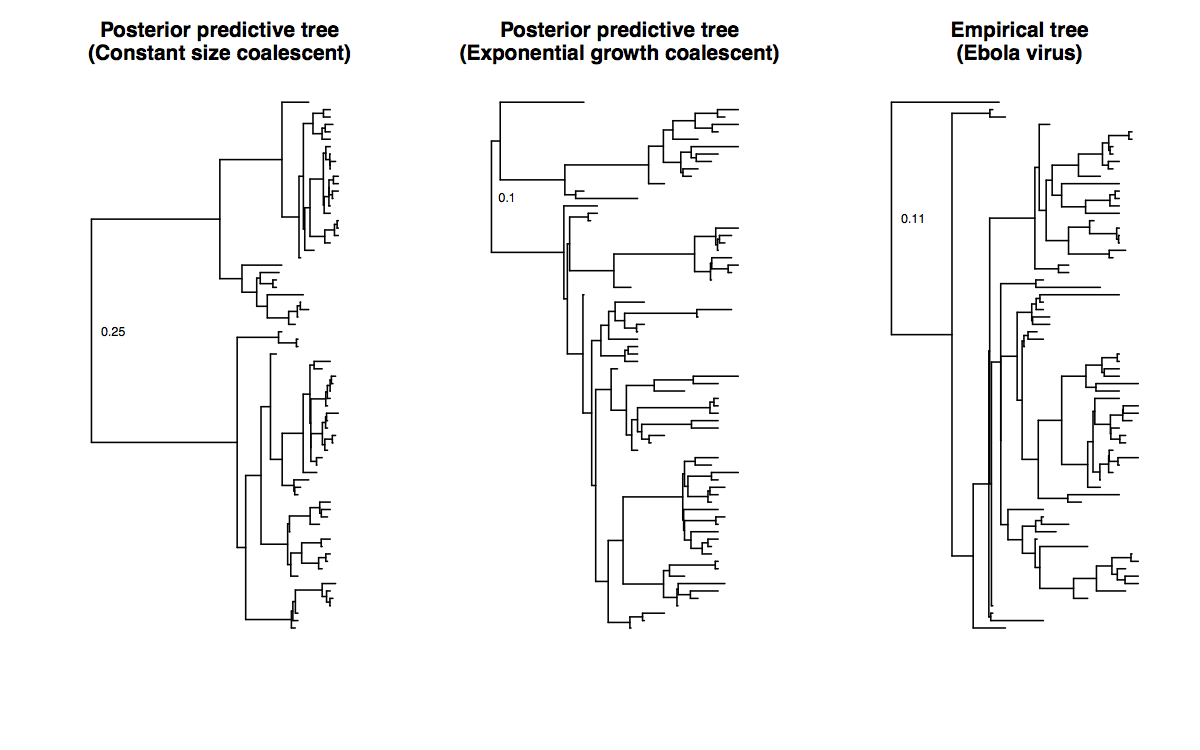 Posterior predictive tree
(Constant size coalescent)
Posterior predictive tree
(Exponential growth coalescent)
Empirical tree
(Ebola virus)
0.25
0.1
0.11